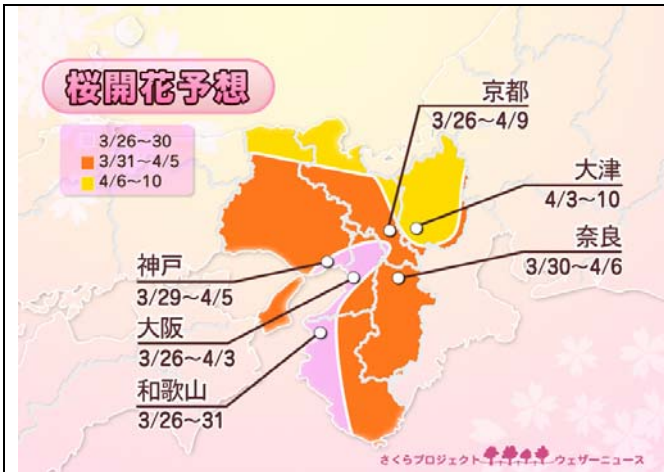 桜開花予想
3/26～30
3/31～4/5
4/6～10
京都
3/26～4/9
大津
4/3～10
奈良
3/30～4/6
神戸
3/29～4/5
大阪
3/26～4/3
和歌山
3/26～31
さくらプロジェクト ウェザーニュース